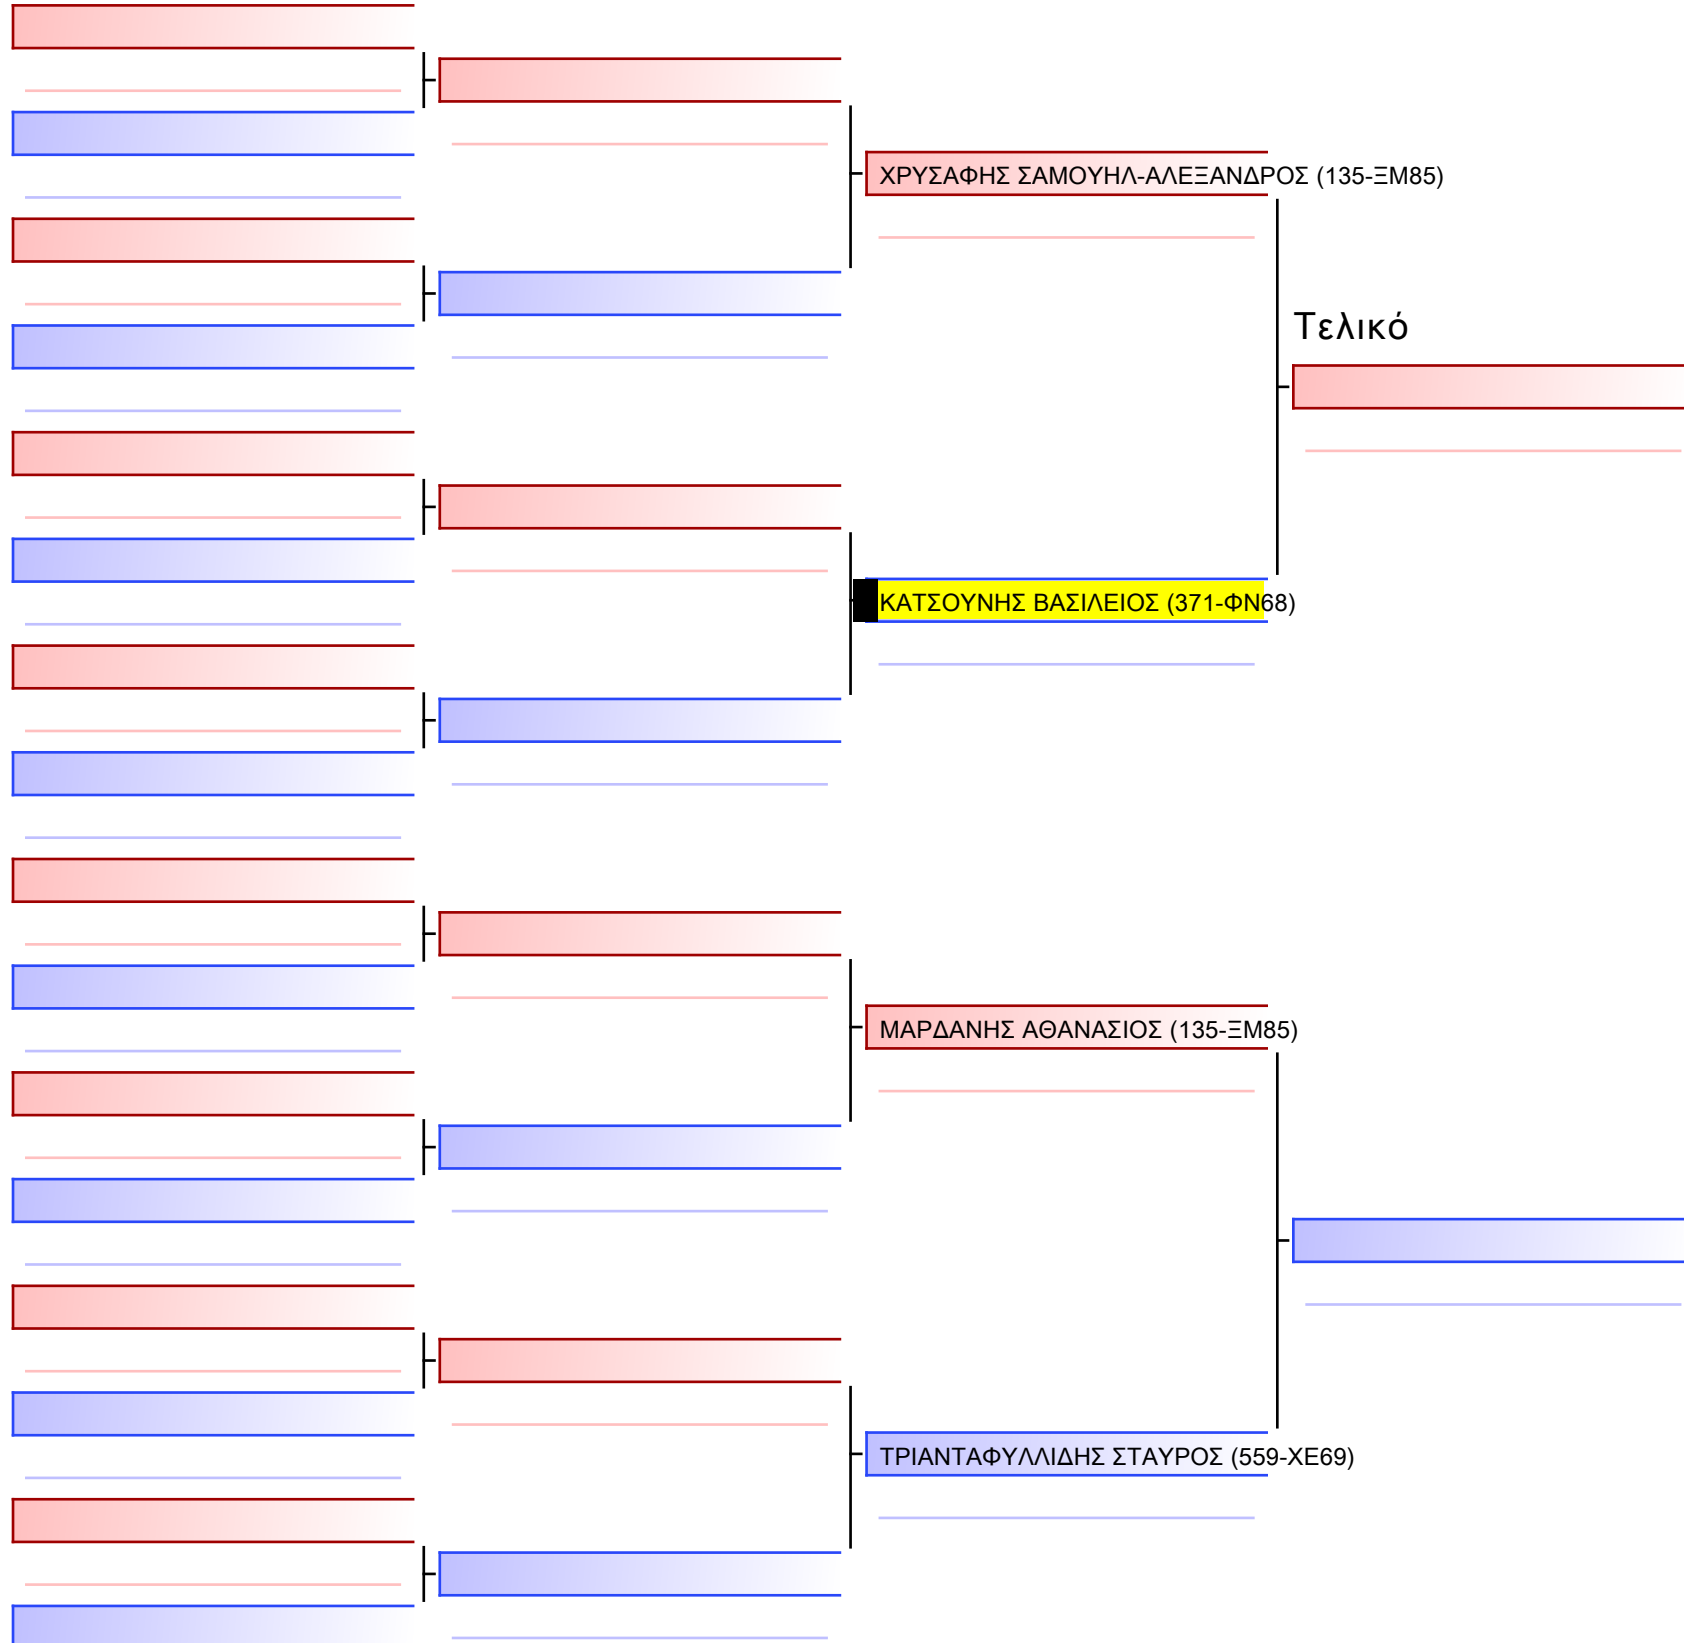 ΧΡΥΣΑΦΗΣ ΣΑΜΟΥΗΛ-ΑΛΕΞΑΝΔΡΟΣ (135-ΞΜ85)
Τελικό
ΚΑΤΣΟΥΝΗΣ ΒΑΣΙΛΕΙΟΣ (371-ΦΝ68)
ΜΑΡΔΑΝΗΣ ΑΘΑΝΑΣΙΟΣ (135-ΞΜ85)
ΤΡΙΑΝΤΑΦΥΛΛΙΔΗΣ ΣΤΑΥΡΟΣ (559-ΧΕ69)